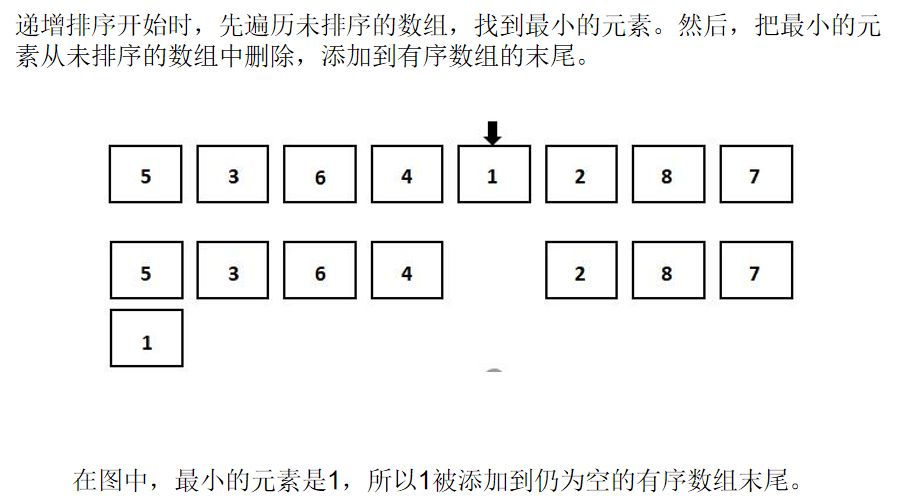 递增排序开始时，先遍历未排序的数组，找到最小的元素。然后，把最小的元
素从未排序的数组中删除，添加到有序数组的末尾。
5 3 6 4 1 2 8 7
5 3 6 4 2 8 7
1
在图中，最小的元素是1，所以1被添加到仍为空的有序数组末尾。